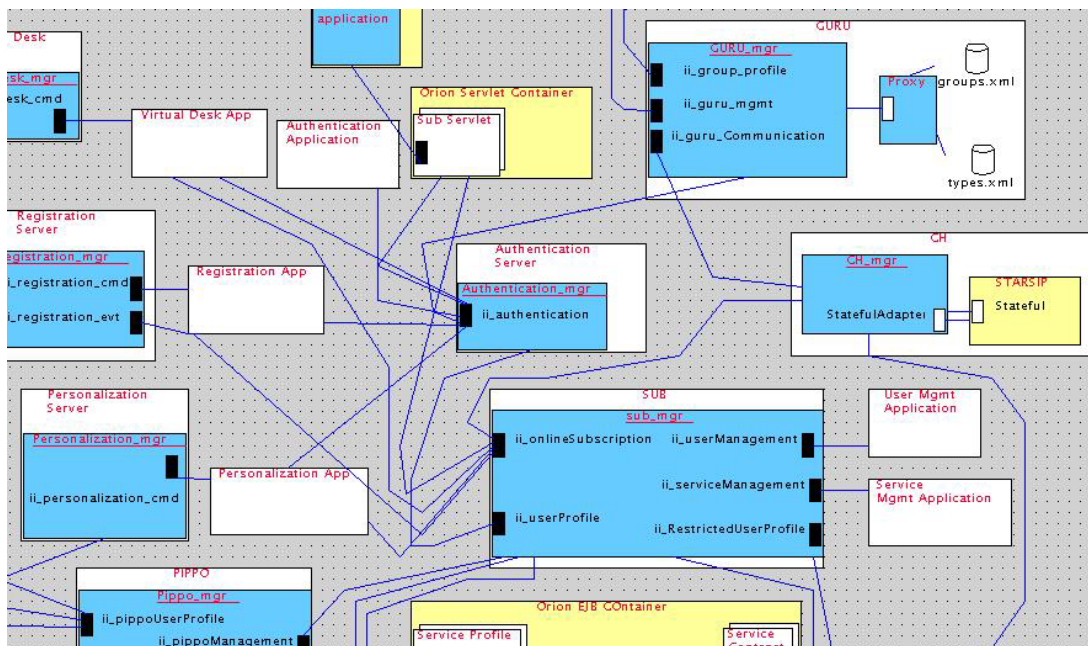 application
GURU
Desk
GURU_mgr
desk_mgr
ii_group_profile
Proxy
groups.xml
desk_cmd
Orion Servlet Container
ii_guru_mgmt
Virtual Desk App
Authentication
Application
Sub Servlet
ii_guru_Communication
types.xml
Registration
Server
Authentication
Server
CH
egistration_mgr
CH_mgr
Registration App
Authentication_mgr
STARSIP
i_registration_cmd
Stateful
i_registration_evt
ii_authentication
StatefulAdapter
Personalization
Server
SUB
User Mgmt
Application
sub_mgr
Personalization_mgr
ii_onlineSubscription
ii_userManagement
Personalization App
ii_serviceManagement
Service
Mgmt Application
ii_personalization_cmd
ii_userProfile
ii_RestrictedUserProfile
PIPPO
Pippo_mgr
Orion EJB COntainer
ii_pippoUserProfile
ii_pippoManagement
Service Profile
Service
Contract